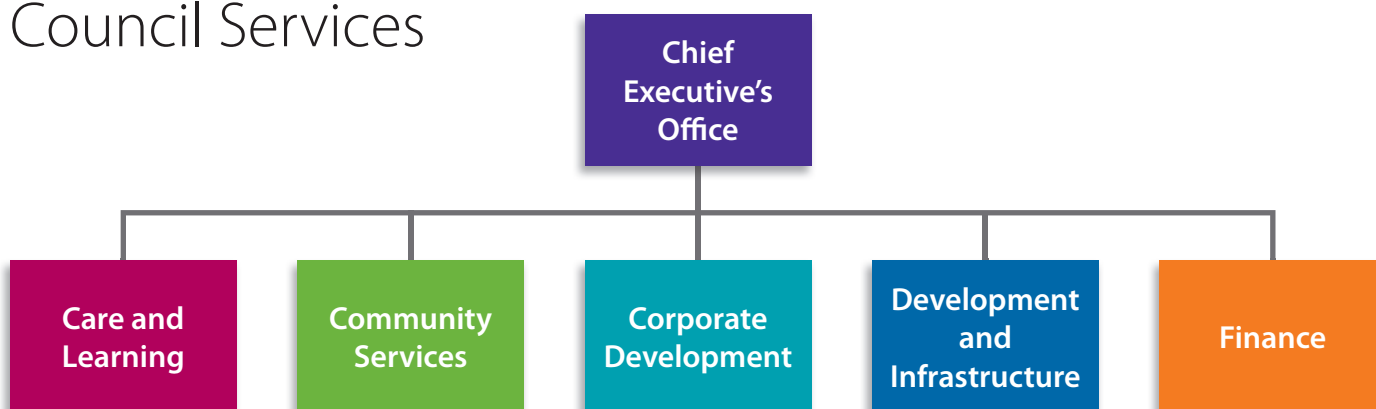 Council Services
Chief
Executive’s
Office
Care and
Learning
Community
Services
Corporate
Development
Development
and
Infrastructure
Finance